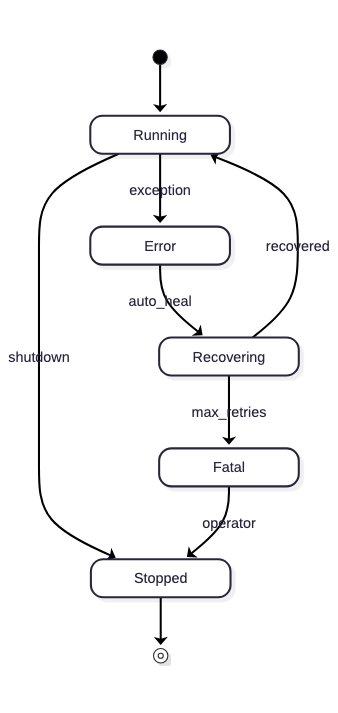 Running
exception
Error
recovered
auto_heal
shutdown
Recovering
max_retries
Fatal
operator
Stopped